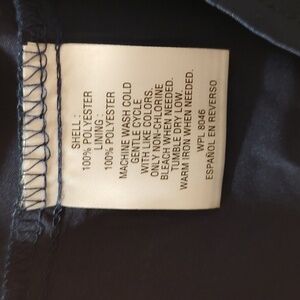 SHELL :
100% POLYESTER
LINING :
100% POLYESTER
MACHINE WASH COLD
GENTLE CYCLE
WITH LIKE COLORS.
ONLY NON-CHLORINE
BLEACH WHEN NEEDED.
TUMBLE DRY LOW.
WARM IRON WHEN NEEDED.
WPL 8046
ESPAÑOL EN REVERSO